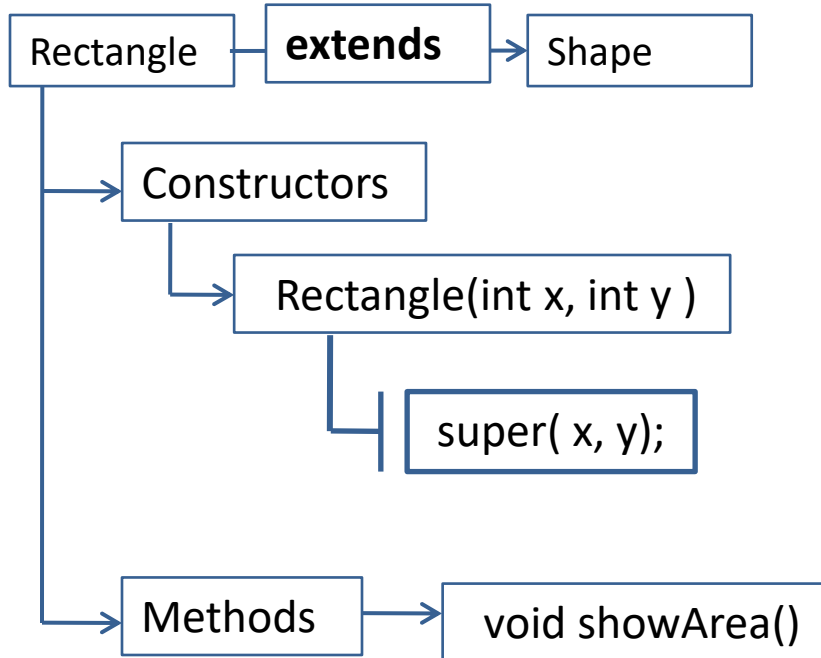 Rectangle extends Shape
Constructors
Rectangle(int x, int y )
super( x, y);
Methods void showArea()